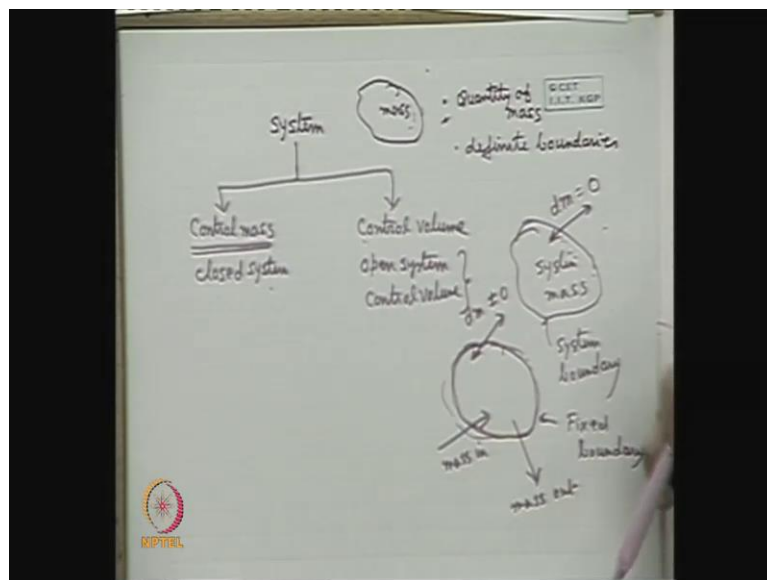 mass
· Quantity of mass
· definite boundaries
G CET
I.I.T. KGP
System
Control mass
closed system
Control volume
open system
Control volume
dm = 0
System mass
System boundary
dm ≠ 0
Fixed boundary
mass in
mass out
NPTEL